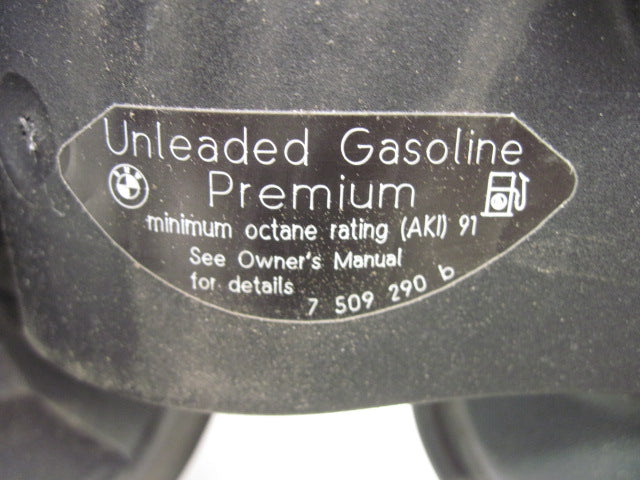 Unleaded Gasoline
Premium
minimum octane rating (AKI) 91
See Owner's Manual
for details
7 509 290 b